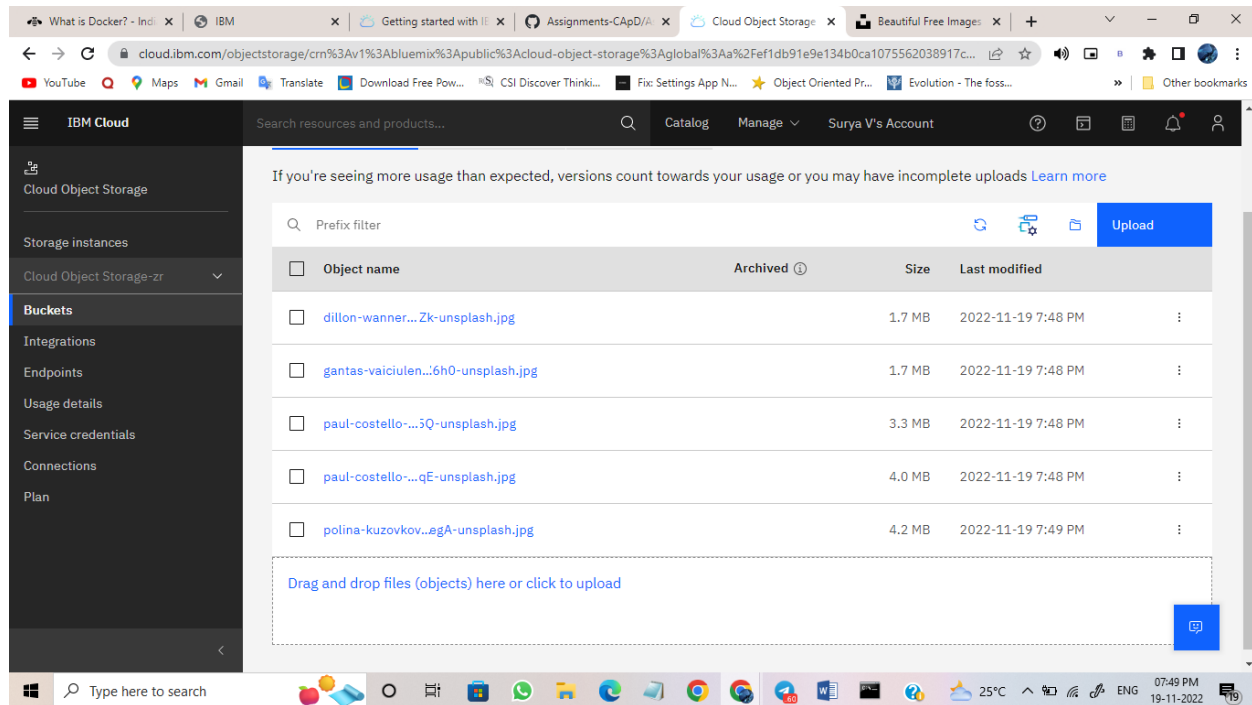 What is Docker? - Indi
IBM
Getting started with IE
Assignments-CApD/A
Cloud Object Storage
Beautiful Free Images
cloud.ibm.com/objectstorage/crn%3Av1%3Abluemix%3Apublic%3Acloud-object-storage%3Aglobal%3Aa%2Fef1db91e9e134b0ca1075562038917c...
YouTube
Maps
Gmail
Translate
Download Free Pow...
CSI Discover Thinki...
Fix: Settings App N...
Object Oriented Pr...
Evolution - The foss...
»
Other bookmarks
IBM Cloud
Search resources and products...
Catalog
Manage
Surya V's Account
Cloud Object Storage
Storage instances
Cloud Object Storage-zr
Buckets
Integrations
Endpoints
Usage details
Service credentials
Connections
Plan
If you're seeing more usage than expected, versions count towards your usage or you may have incomplete uploads Learn more
Prefix filter
Upload
Object name Archived Size Last modified
dillon-wanner...Zk-unsplash.jpg 1.7 MB 2022-11-19 7:48 PM
gantas-vaiciulen...6h0-unsplash.jpg 1.7 MB 2022-11-19 7:48 PM
paul-costello-...5Q-unsplash.jpg 3.3 MB 2022-11-19 7:48 PM
paul-costello-...qE-unsplash.jpg 4.0 MB 2022-11-19 7:48 PM
polina-kuzovkov...egA-unsplash.jpg 4.2 MB 2022-11-19 7:49 PM
Drag and drop files (objects) here or click to upload
Type here to search
60
25°C
ENG
07:49 PM
19-11-2022
19